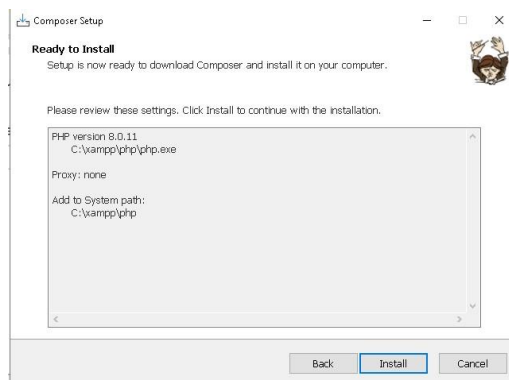 Composer Setup
Ready to Install
Setup is now ready to download Composer and install it on your computer.
Please review these settings. Click Install to continue with the installation.
PHP version 8.0.11
C:\xampp\php\php.exe
Proxy: none
Add to System path:
C:\xampp\php
Back Install Cancel